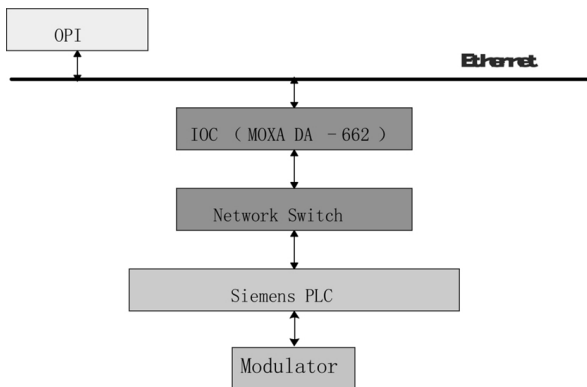 OPI
Ethernet
IOC （ MOXA DA －662 ）
Network Switch
Siemens PLC
Modulator